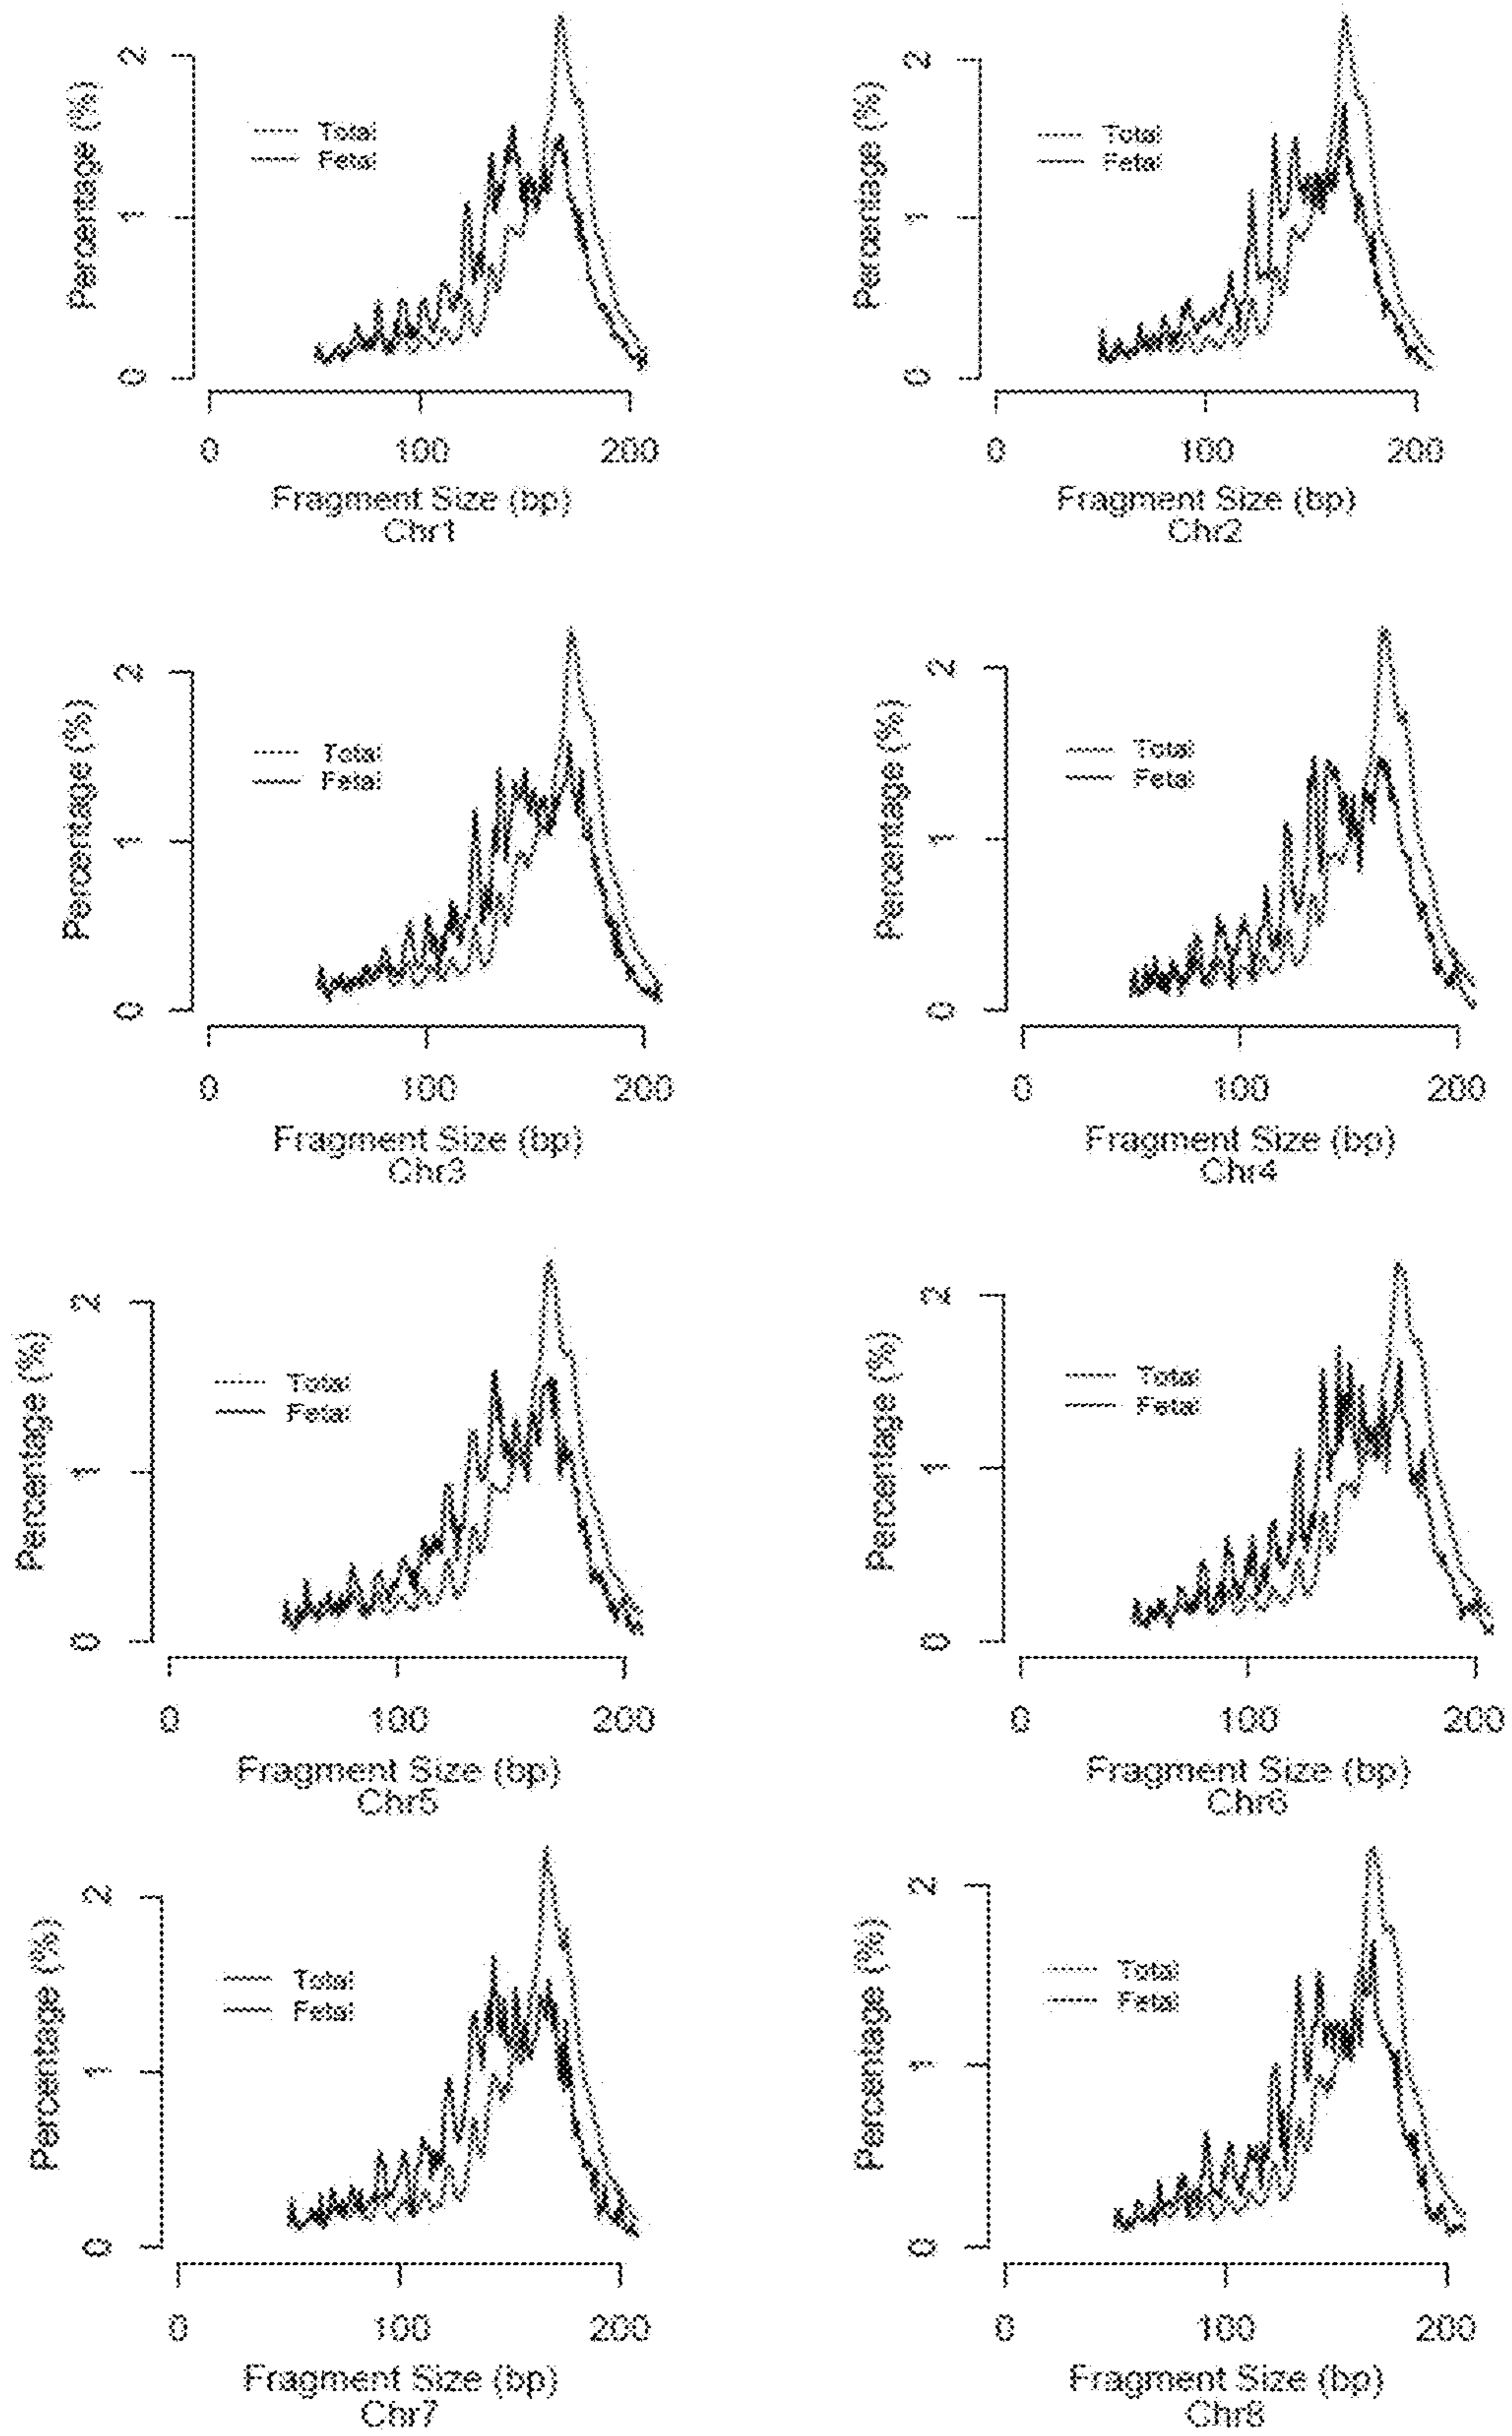 Percentage (%)
2
1
0
Total
Fetal
0 100 200
Fragment Size (bp)
Chr1
Percentage (%)
2
1
0
Total
Fetal
0 100 200
Fragment Size (bp)
Chr2
Percentage (%)
2
1
0
Total
Fetal
0 100 200
Fragment Size (bp)
Chr3
Percentage (%)
2
1
0
Total
Fetal
0 100 200
Fragment Size (bp)
Chr4
Percentage (%)
2
1
0
Total
Fetal
0 100 200
Fragment Size (bp)
Chr5
Percentage (%)
2
1
0
Total
Fetal
0 100 200
Fragment Size (bp)
Chr6
Percentage (%)
2
1
0
Total
Fetal
0 100 200
Fragment Size (bp)
Chr7
Percentage (%)
2
1
0
Total
Fetal
0 100 200
Fragment Size (bp)
Chr8